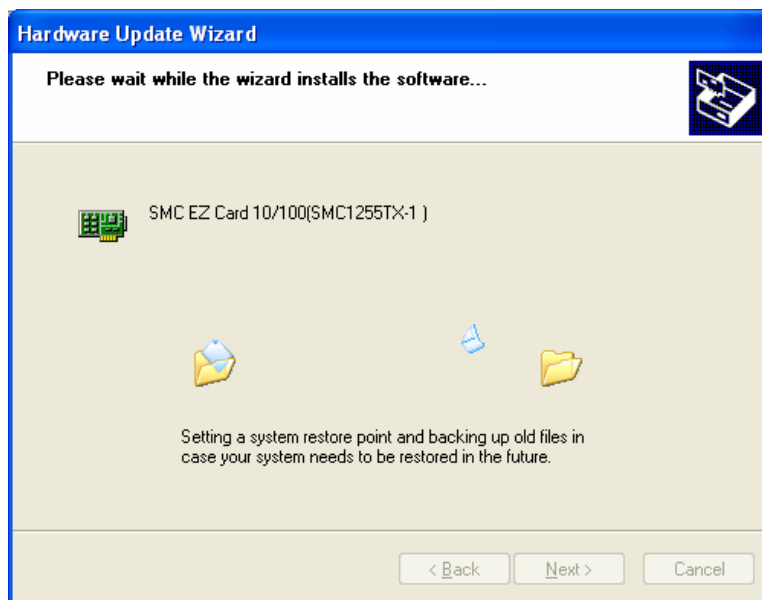 Hardware Update Wizard
Please wait while the wizard installs the software...
SMC EZ Card 10/100(SMC1255TX-1 )
Setting a system restore point and backing up old files in
case your system needs to be restored in the future.
< Back
Next >
Cancel